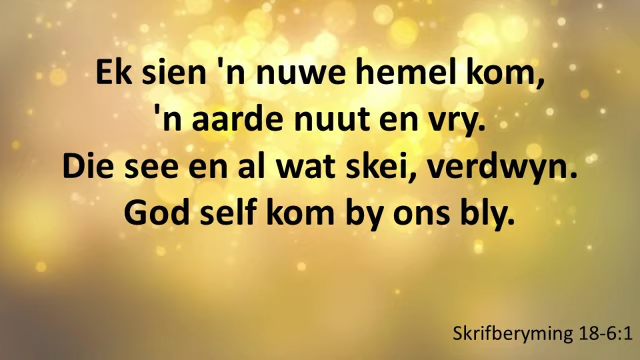 Ek sien 'n nuwe hemel kom,
'n aarde nuut en vry.
Die see en al wat skei, verdwyn.
God self kom by ons bly.
Skrifberyming 18-6:1